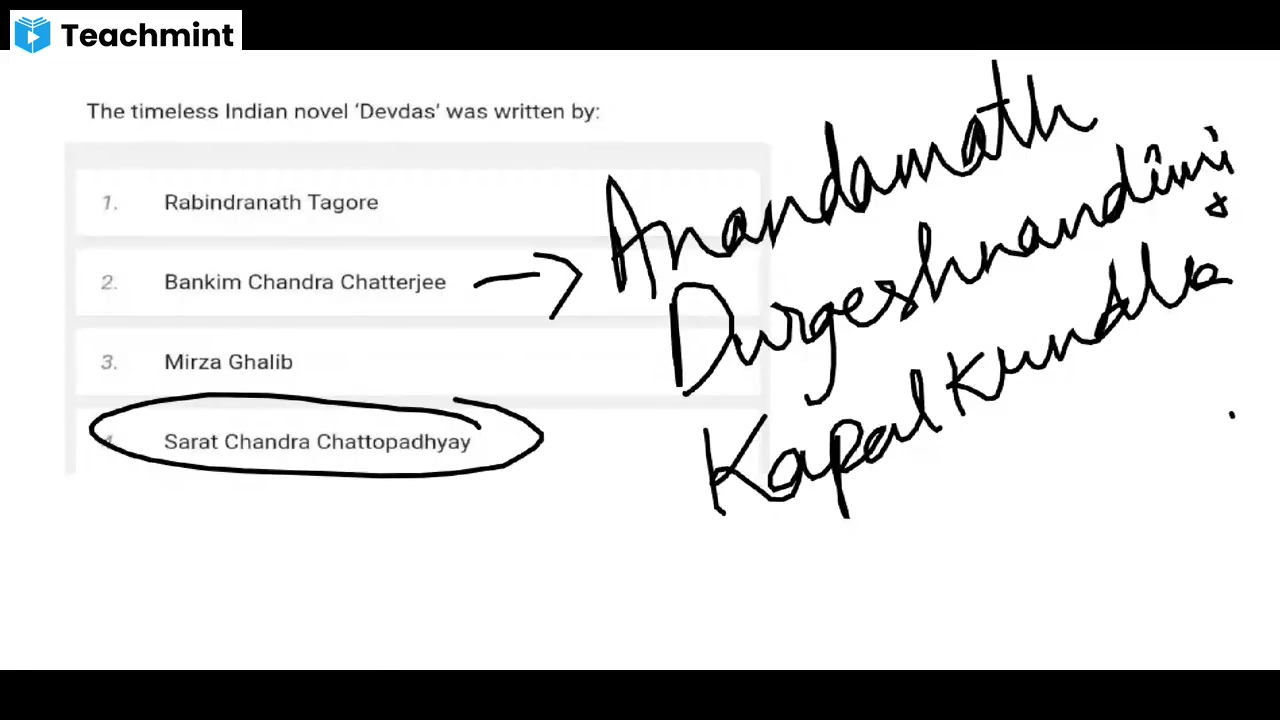 Teachmint
The timeless Indian novel ‘Devdas’ was written by:
1. Rabindranath Tagore
2. Bankim Chandra Chatterjee
3. Mirza Ghalib
4. Sarat Chandra Chattopadhyay
Anandamath
Durgeshnandini
Kapalkundla